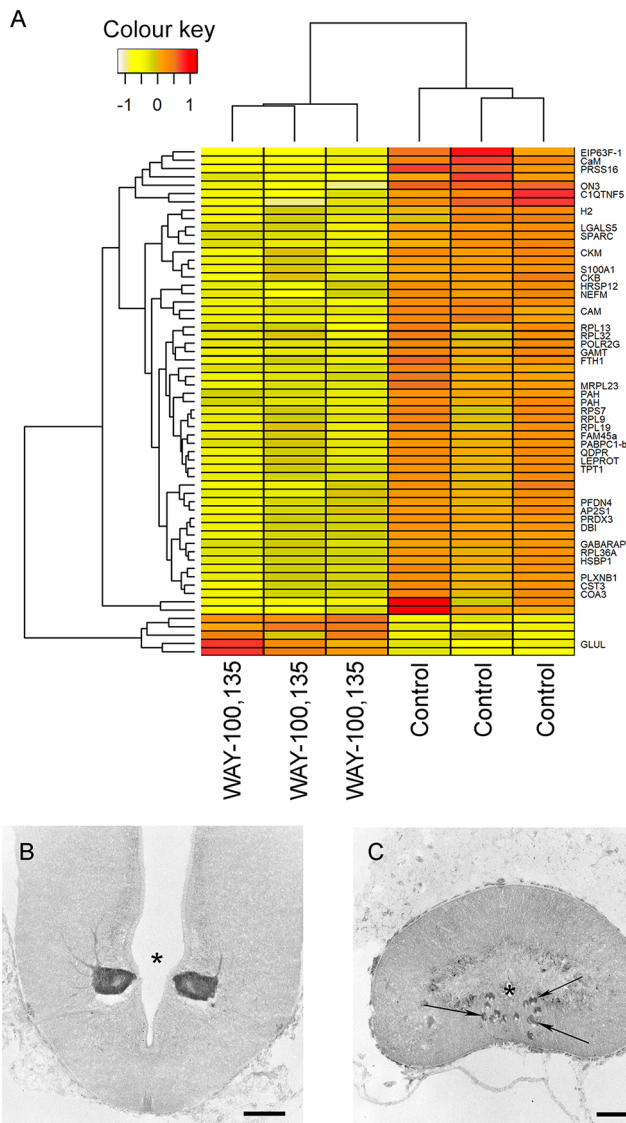 A
Colour key
-1 0 1
EIP63F-1
CaM
PRSS16
ON3
C1QTNF5
H2
LGALS5
SPARC
CKM
S100A1
CKB
HRSP12
NEFM
CAM
RPL13
RPL32
POLR2G
GAMT
FTH1
MRPL23
PAH
PAH
RPS7
RPL9
RPL19
FAM45a
PABPC1-b
QDPR
LEPROT
TPT1
PFDN4
AP2S1
PRDX3
DBI
GABARAP
RPL36A
HSBP1
PLXNB1
CST3
COA3
GLUL
WAY-100,135
WAY-100,135
WAY-100,135
Control
Control
Control
B
*
C
*